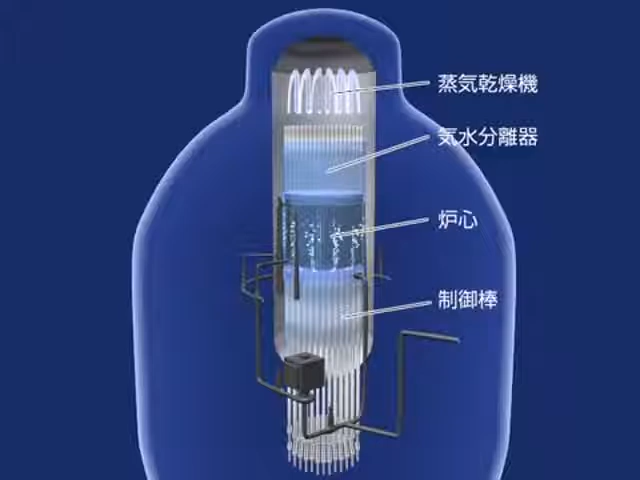 蒸気乾燥機
気水分離器
炉心
制御棒